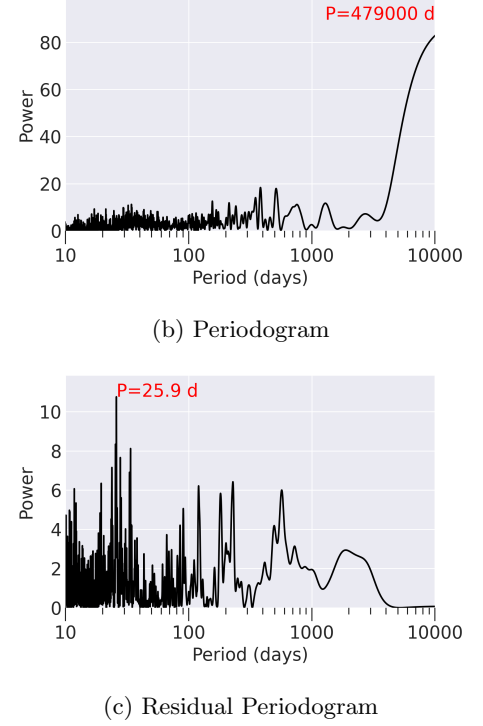 P=479000 d
80
60
40
20
0
Power
10 100 1000 10000
Period (days)
(b) Periodogram
P=25.9 d
10
8
6
4
2
0
Power
10 100 1000 10000
Period (days)
(c) Residual Periodogram